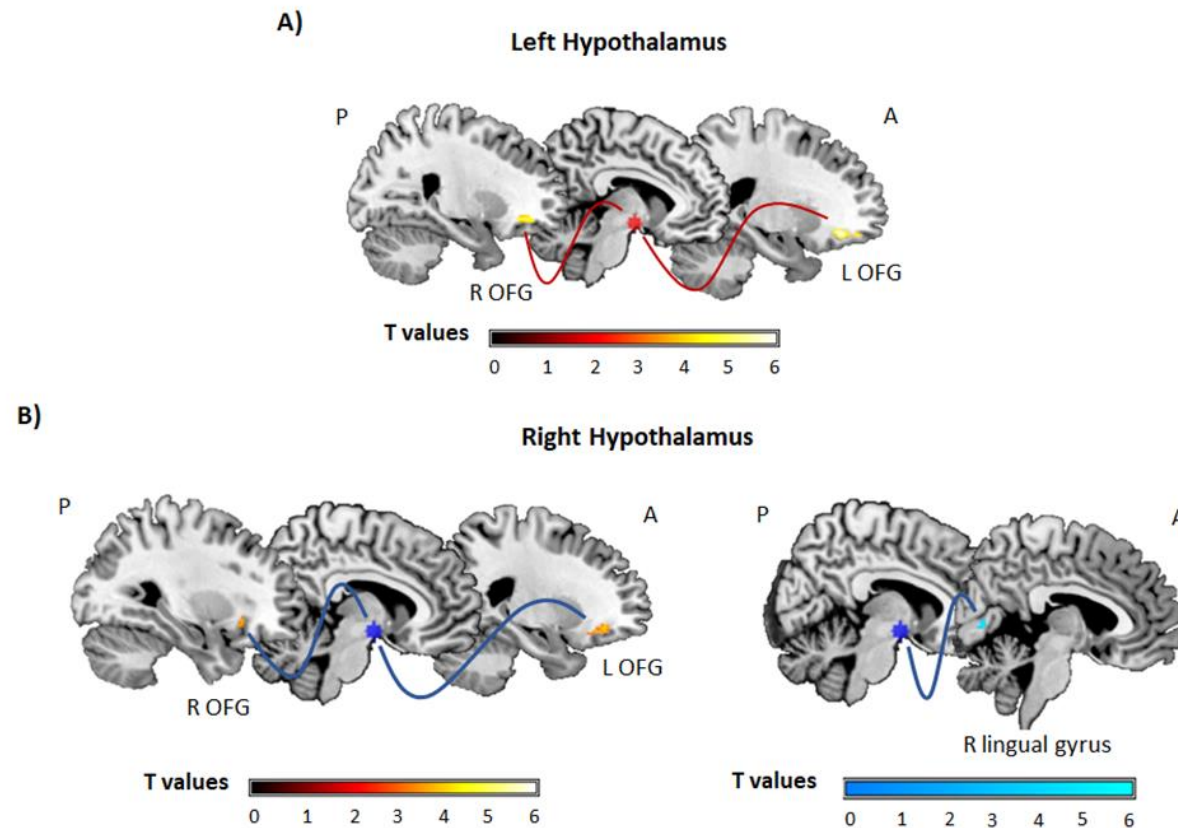 A)
Left Hypothalamus
P
A
R OFG
L OFG
T values
0 1 2 3 4 5 6
B)
Right Hypothalamus
P
A
R OFG
L OFG
T values
0 1 2 3 4 5 6
P
A
R lingual gyrus
T values
0 1 2 3 4 5 6